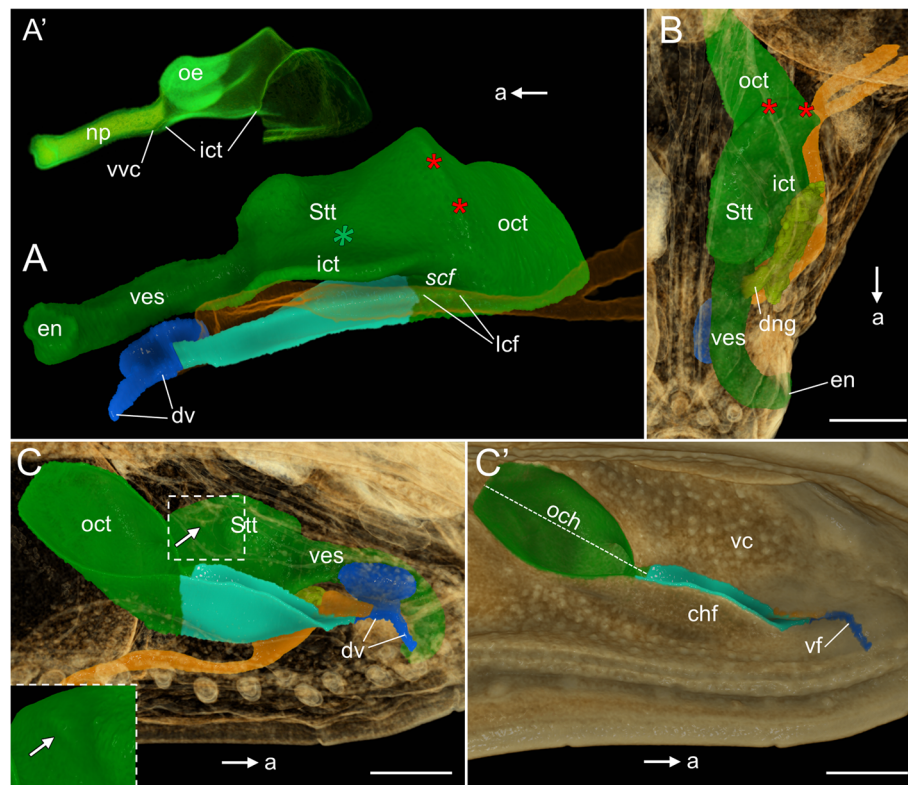 A'
oe
np
vvc
ict
a
A
Stt
*
*
*
oct
ict
scf
ves
lcf
en
dv
B
oct
*
*
ict
Stt
dng
a
ves
en
C
oct
Stt
ves
dv
a
C'
och
vc
chf
vf
a